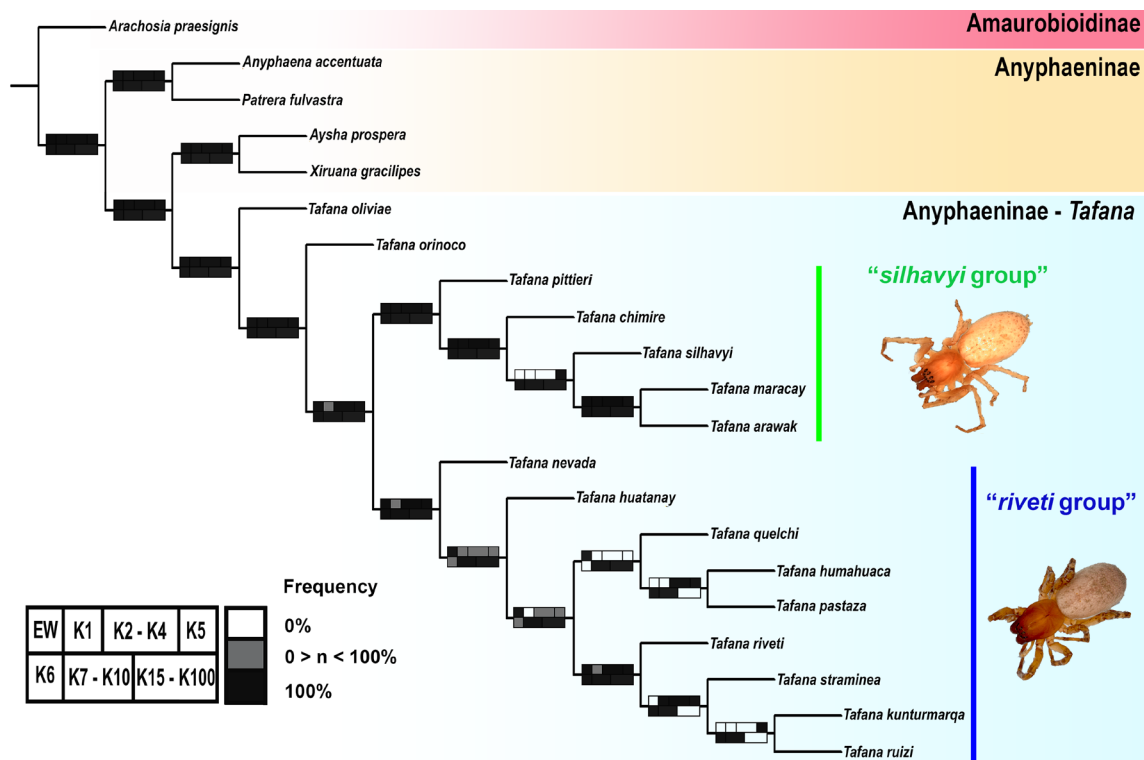 Arachosia praesignis
Amaurobioidinae
Anyphaena accentuata
Anyphaeninae
Patrera fulvastra
Aysha prospera
Xiruana gracilipes
Tafana oliviae
Anyphaeninae - Tafana
Tafana orinoco
"silhavyi group"
Tafana pittieri
Tafana chimire
Tafana silhavyi
Tafana maracay
Tafana arawak
Tafana nevada
Tafana huatanay
"riveti group"
Tafana quelchi
Tafana humahuaca
Tafana pastaza
Tafana riveti
Tafana straminea
Tafana kunturmarqa
Tafana ruizi
Frequency
EW K1 K2 - K4 K5
K6 K7 - K10 K15 - K100
0%
0 > n < 100%
100%